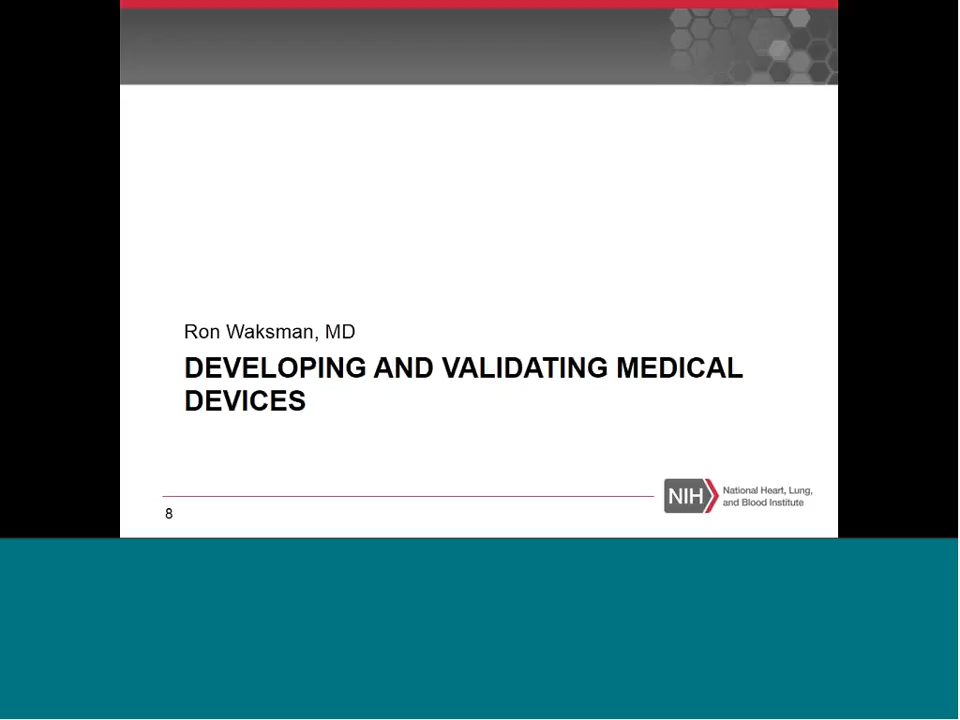 Ron Waksman, MD
DEVELOPING AND VALIDATING MEDICAL
DEVICES
NIH
National Heart, Lung,
and Blood Institute
8